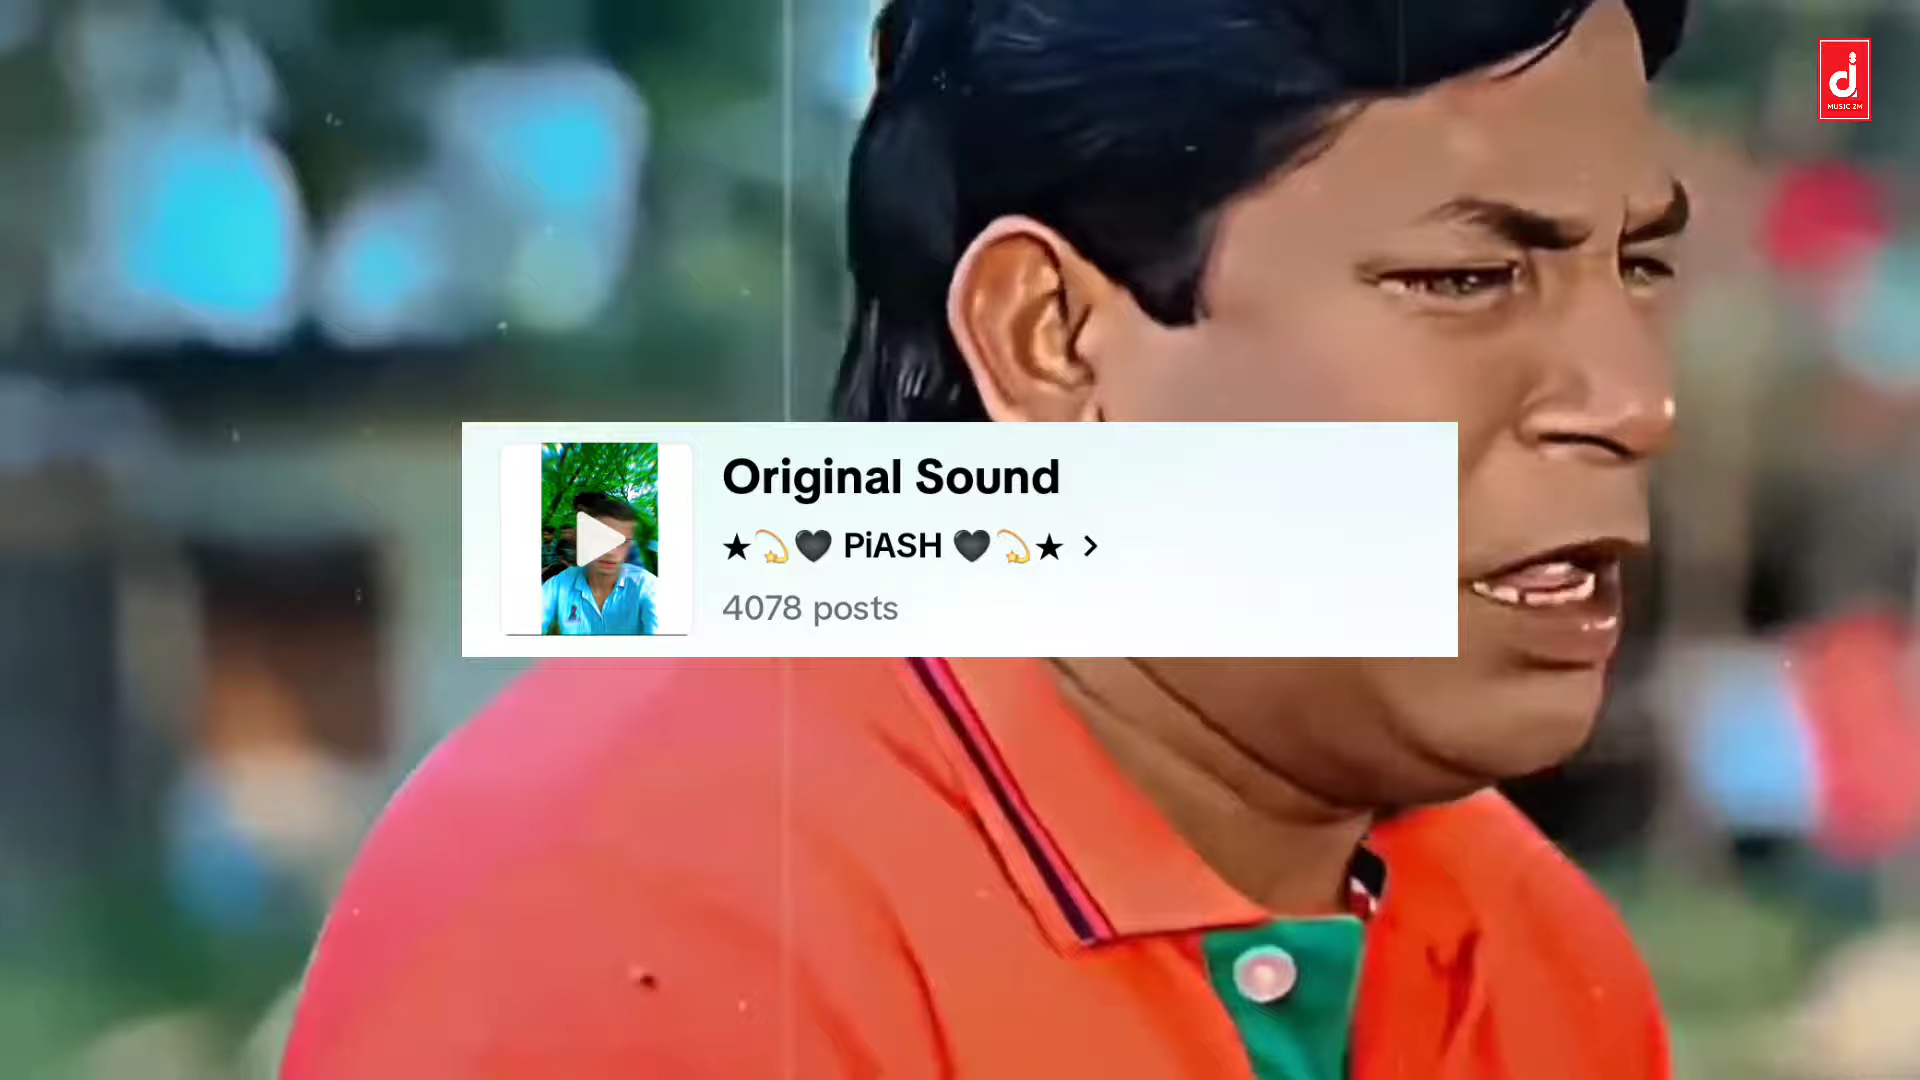 MUSIC 2M
Original Sound
★💫🖤 PiASH 🖤💫★ >
4078 posts